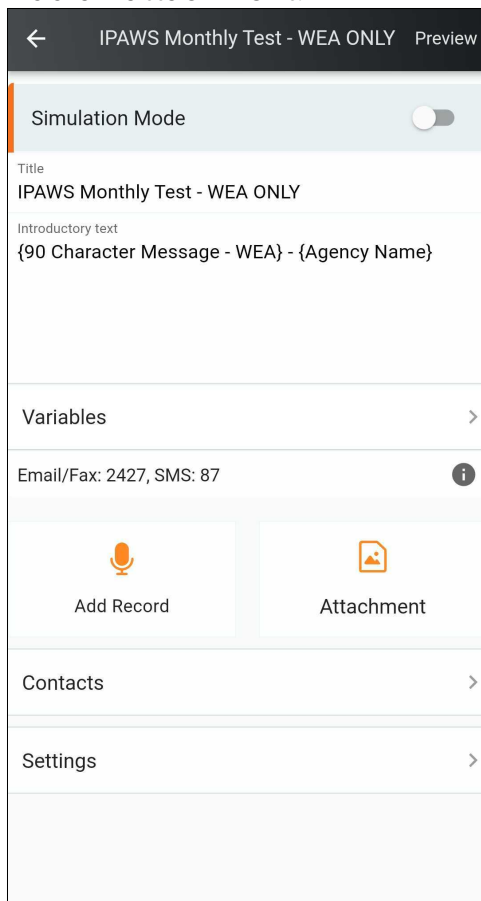 IPAWS Monthly Test - WEA ONLY Preview
Simulation Mode
Title
IPAWS Monthly Test - WEA ONLY
Introductory text
{90 Character Message - WEA} - {Agency Name}
Variables
Email/Fax: 2427, SMS: 87
Add Record
Attachment
Contacts
Settings